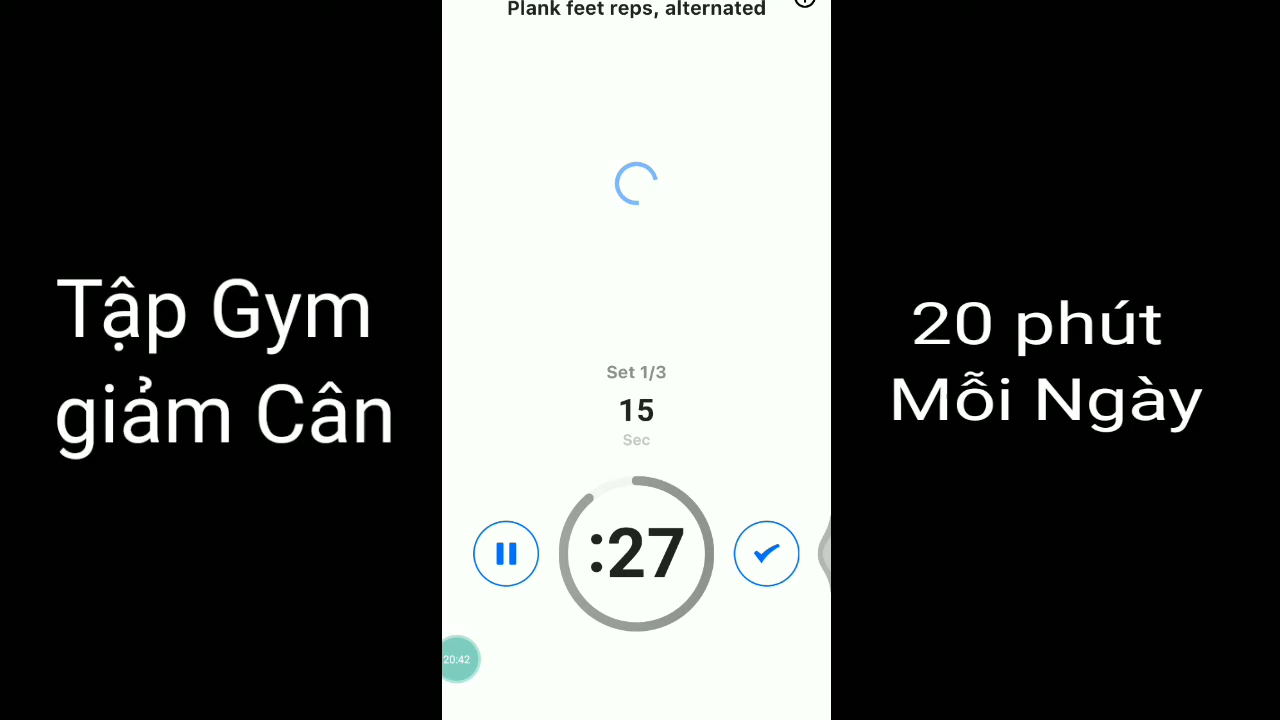 Plank feet reps, alternated
Tập Gym
giảm Cân
Set 1/3
15
Sec
:27
20:42
20 phút
Mỗi Ngày